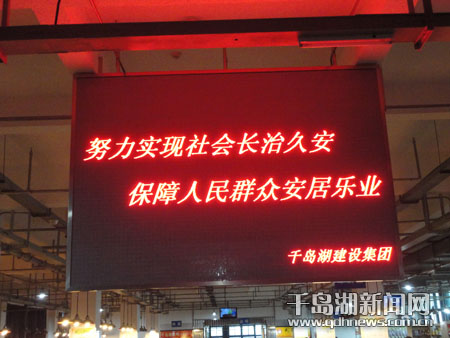 努力实现社会长治久安
保障人民群众安居乐业
千岛湖建设集团
千岛湖新闻网
www.qdhnews.com.cn